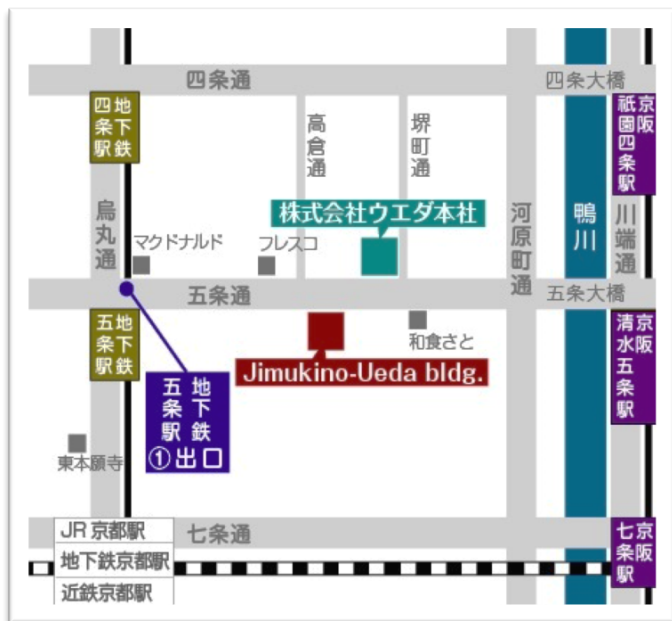 四条通
四条大橋
地下鉄
四条駅
高倉通
堺町通
京阪
祇園四条駅
烏丸通
株式会社ウエダ本社
河原町通
鴨川
川端通
マクドナルド
フレスコ
五条通
五条大橋
地下鉄
五条駅
和食さと
京阪
清水五条駅
Jimukino-Ueda bldg.
地下鉄
五条駅
①出口
東本願寺
JR京都駅
七条通
京阪
七条駅
地下鉄京都駅
近鉄京都駅